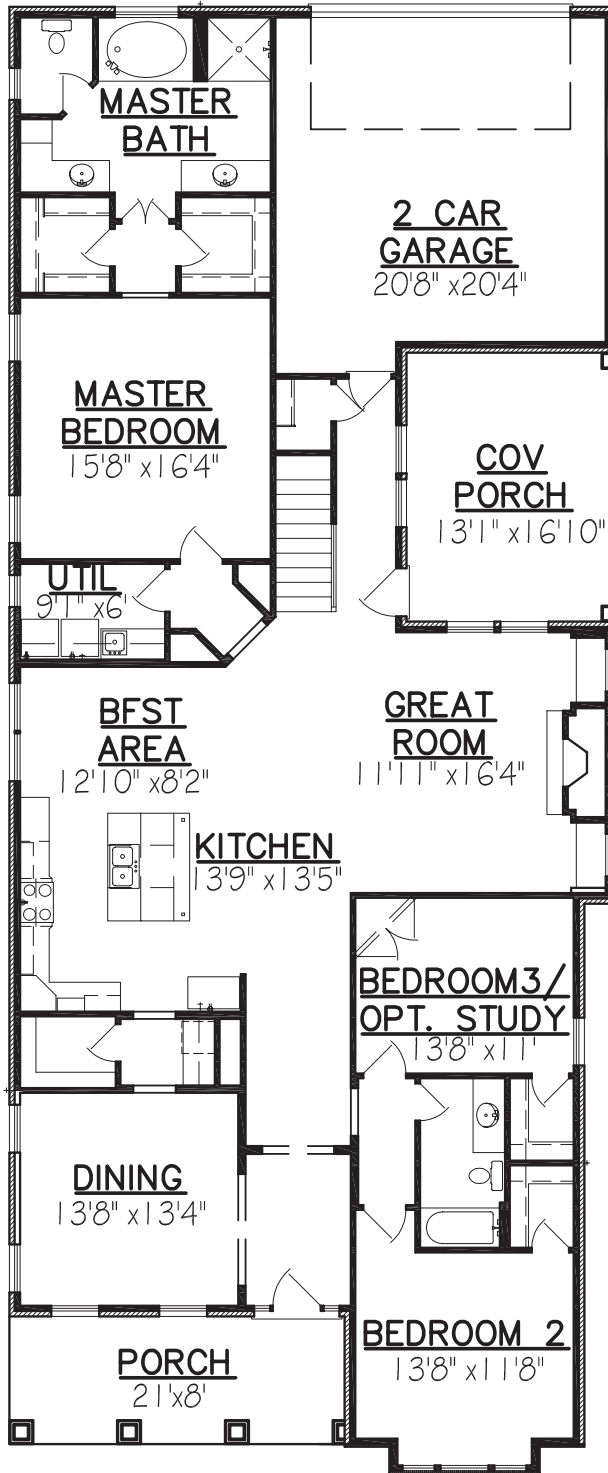 MASTER
BATH
2 CAR
GARAGE
20'8" x20'4"
MASTER
BEDROOM
15'8" x16'4"
COV
PORCH
13'1" x16'10"
UTIL
9'1" x6'
BFST
AREA
12'10" x8'2"
GREAT
ROOM
11'11" x16'4"
KITCHEN
13'9" x13'5"
BEDROOM3/
OPT. STUDY
13'8" x11'
DINING
13'8" x13'4"
BEDROOM 2
13'8" x11'8"
PORCH
21'x8'